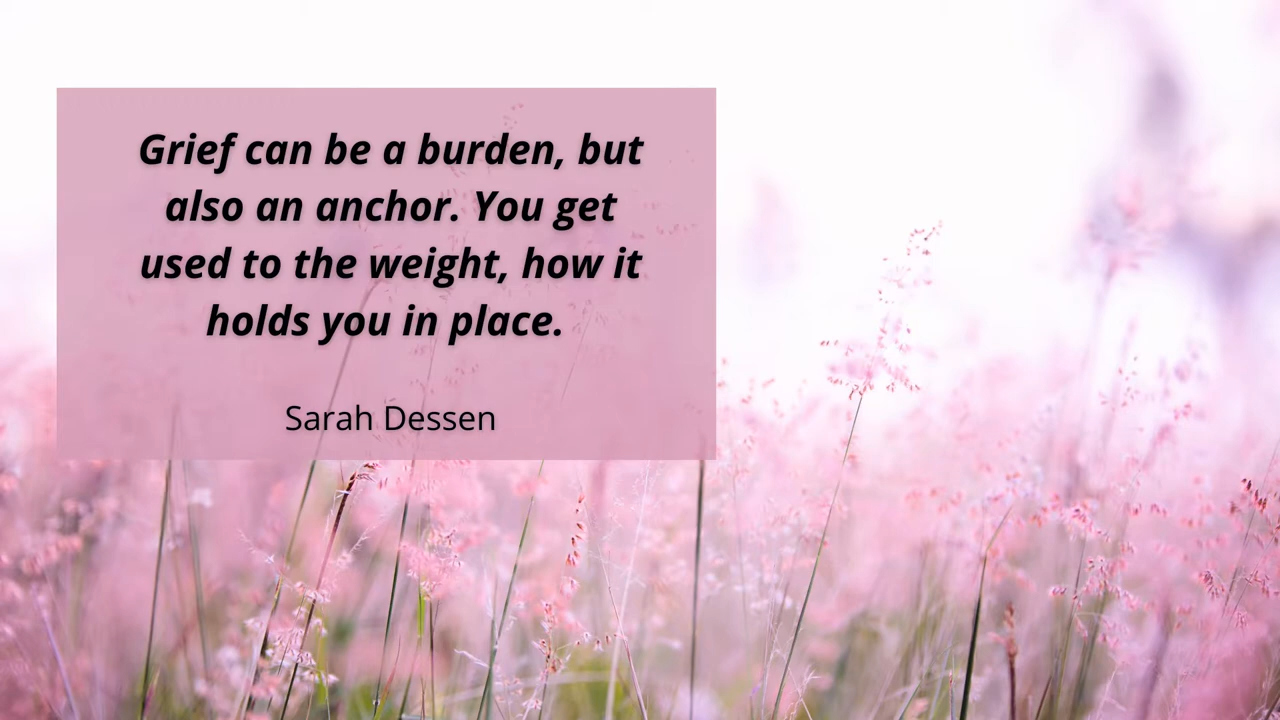 Grief can be a burden, but
also an anchor. You get
used to the weight, how it
holds you in place.
Sarah Dessen